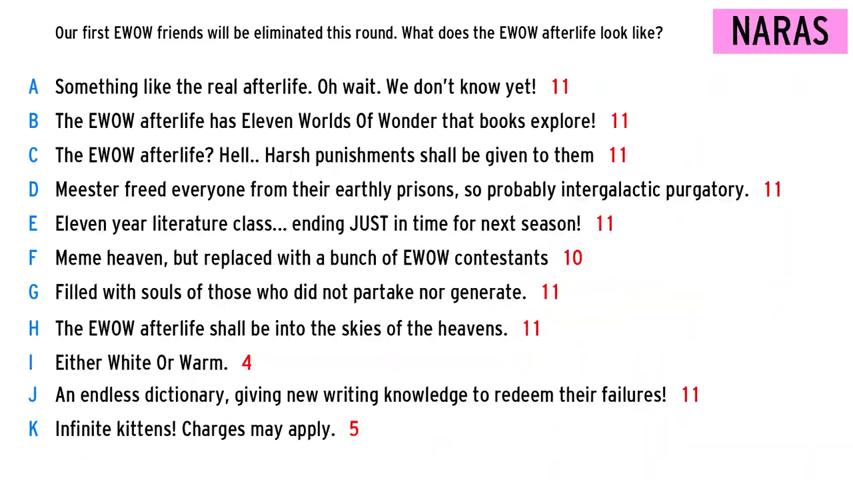 Our first EWOW friends will be eliminated this round. What does the EWOW afterlife look like?
NARAS
A Something like the real afterlife. Oh wait. We don't know yet! 11
B The EWOW afterlife has Eleven Worlds Of Wonder that books explore! 11
C The EWOW afterlife? Hell.. Harsh punishments shall be given to them 11
D Meester freed everyone from their earthly prisons, so probably intergalactic purgatory. 11
E Eleven year literature class... ending JUST in time for next season! 11
F Meme heaven, but replaced with a bunch of EWOW contestants 10
G Filled with souls of those who did not partake nor generate. 11
H The EWOW afterlife shall be into the skies of the heavens. 11
I Either White Or Warm. 4
J An endless dictionary, giving new writing knowledge to redeem their failures! 11
K Infinite kittens! Charges may apply. 5